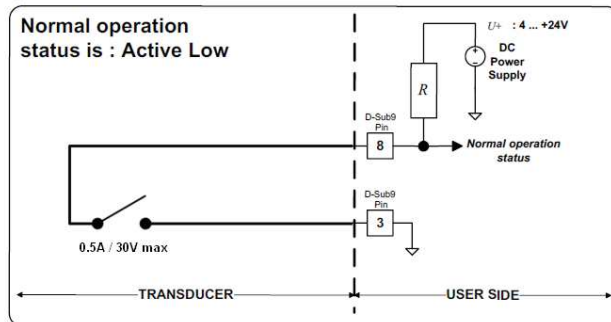 Normal operation
status is : Active Low
U+ : 4 ... +24V
DC
Power
Supply
R
D-Sub9
Pin
8
Normal operation
status
D-Sub9
Pin
3
0.5A / 30V max
TRANSDUCER
USER SIDE